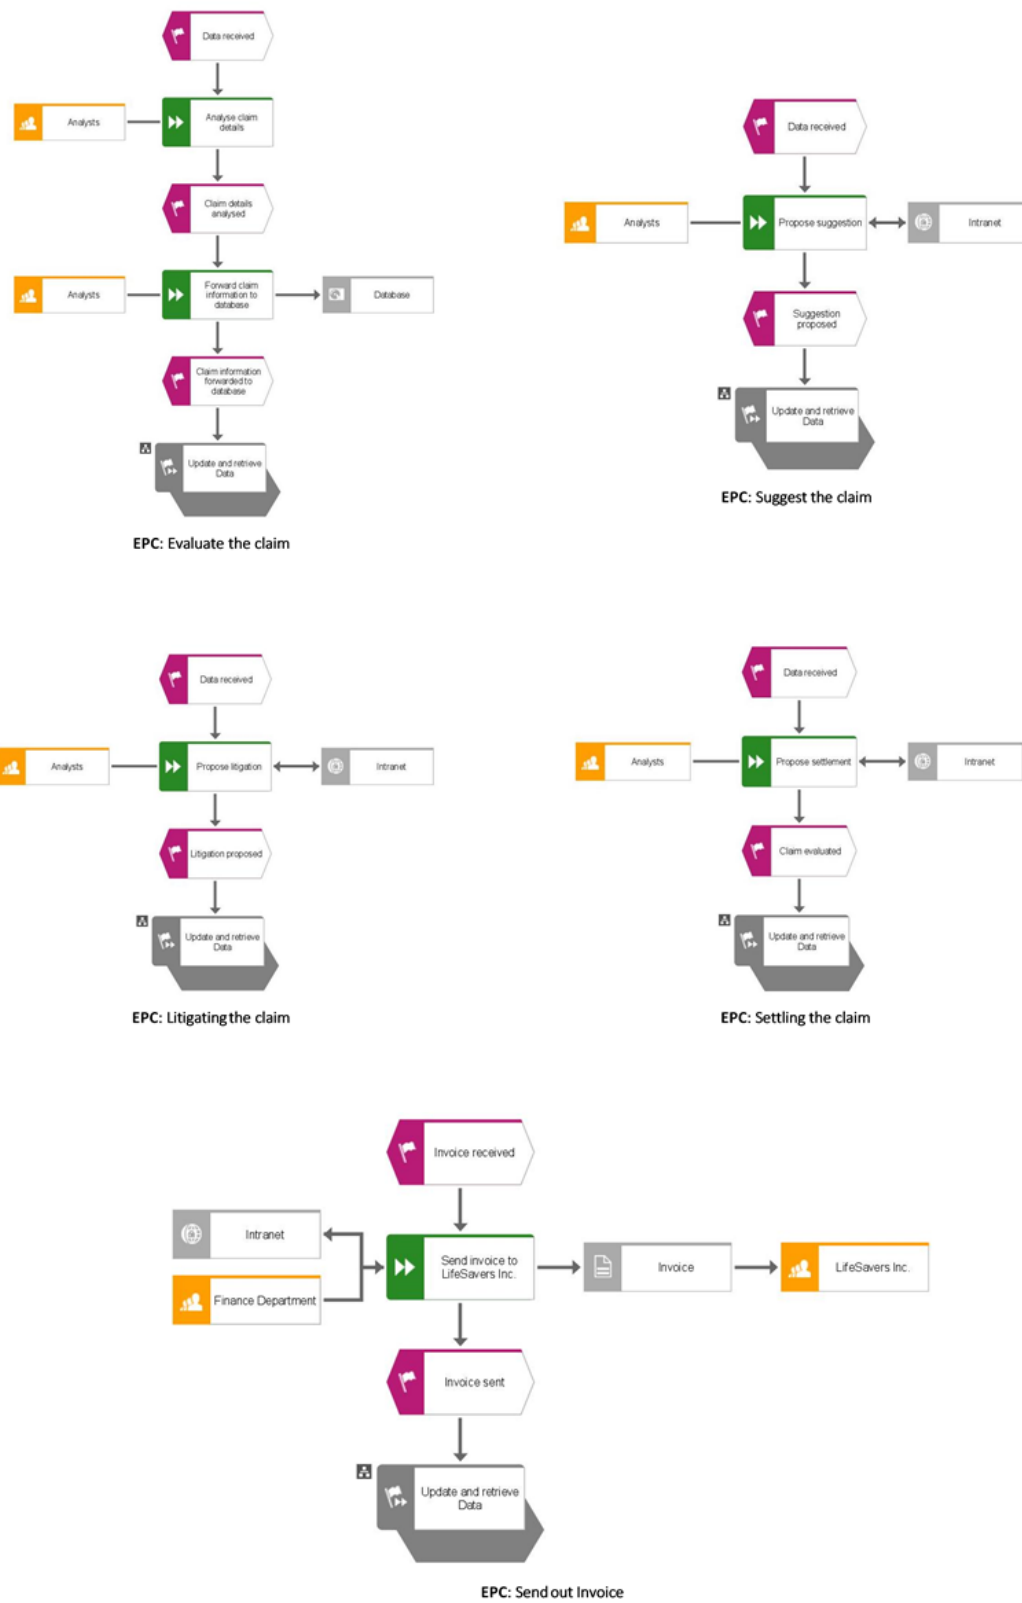 Data received
Analysts
Analyse claim
details
Claim details
analysed
Analysts
Forward claim
information to
database
Database
Claim information
forwarded to
database
Update and retrieve
Data
EPC: Evaluate the claim
Data received
Analysts
Propose suggestion
Intranet
Suggestion
proposed
Update and retrieve
Data
EPC: Suggest the claim
Data received
Analysts
Propose litigation
Intranet
Litigation proposed
Update and retrieve
Data
EPC: Litigating the claim
Data received
Analysts
Propose settlement
Intranet
Claim evaluated
Update and retrieve
Data
EPC: Settling the claim
Invoice received
Intranet
Finance Department
Send invoice to
LifeSavers Inc.
Invoice
LifeSavers Inc.
Invoice sent
Update and retrieve
Data
EPC: Send out Invoice